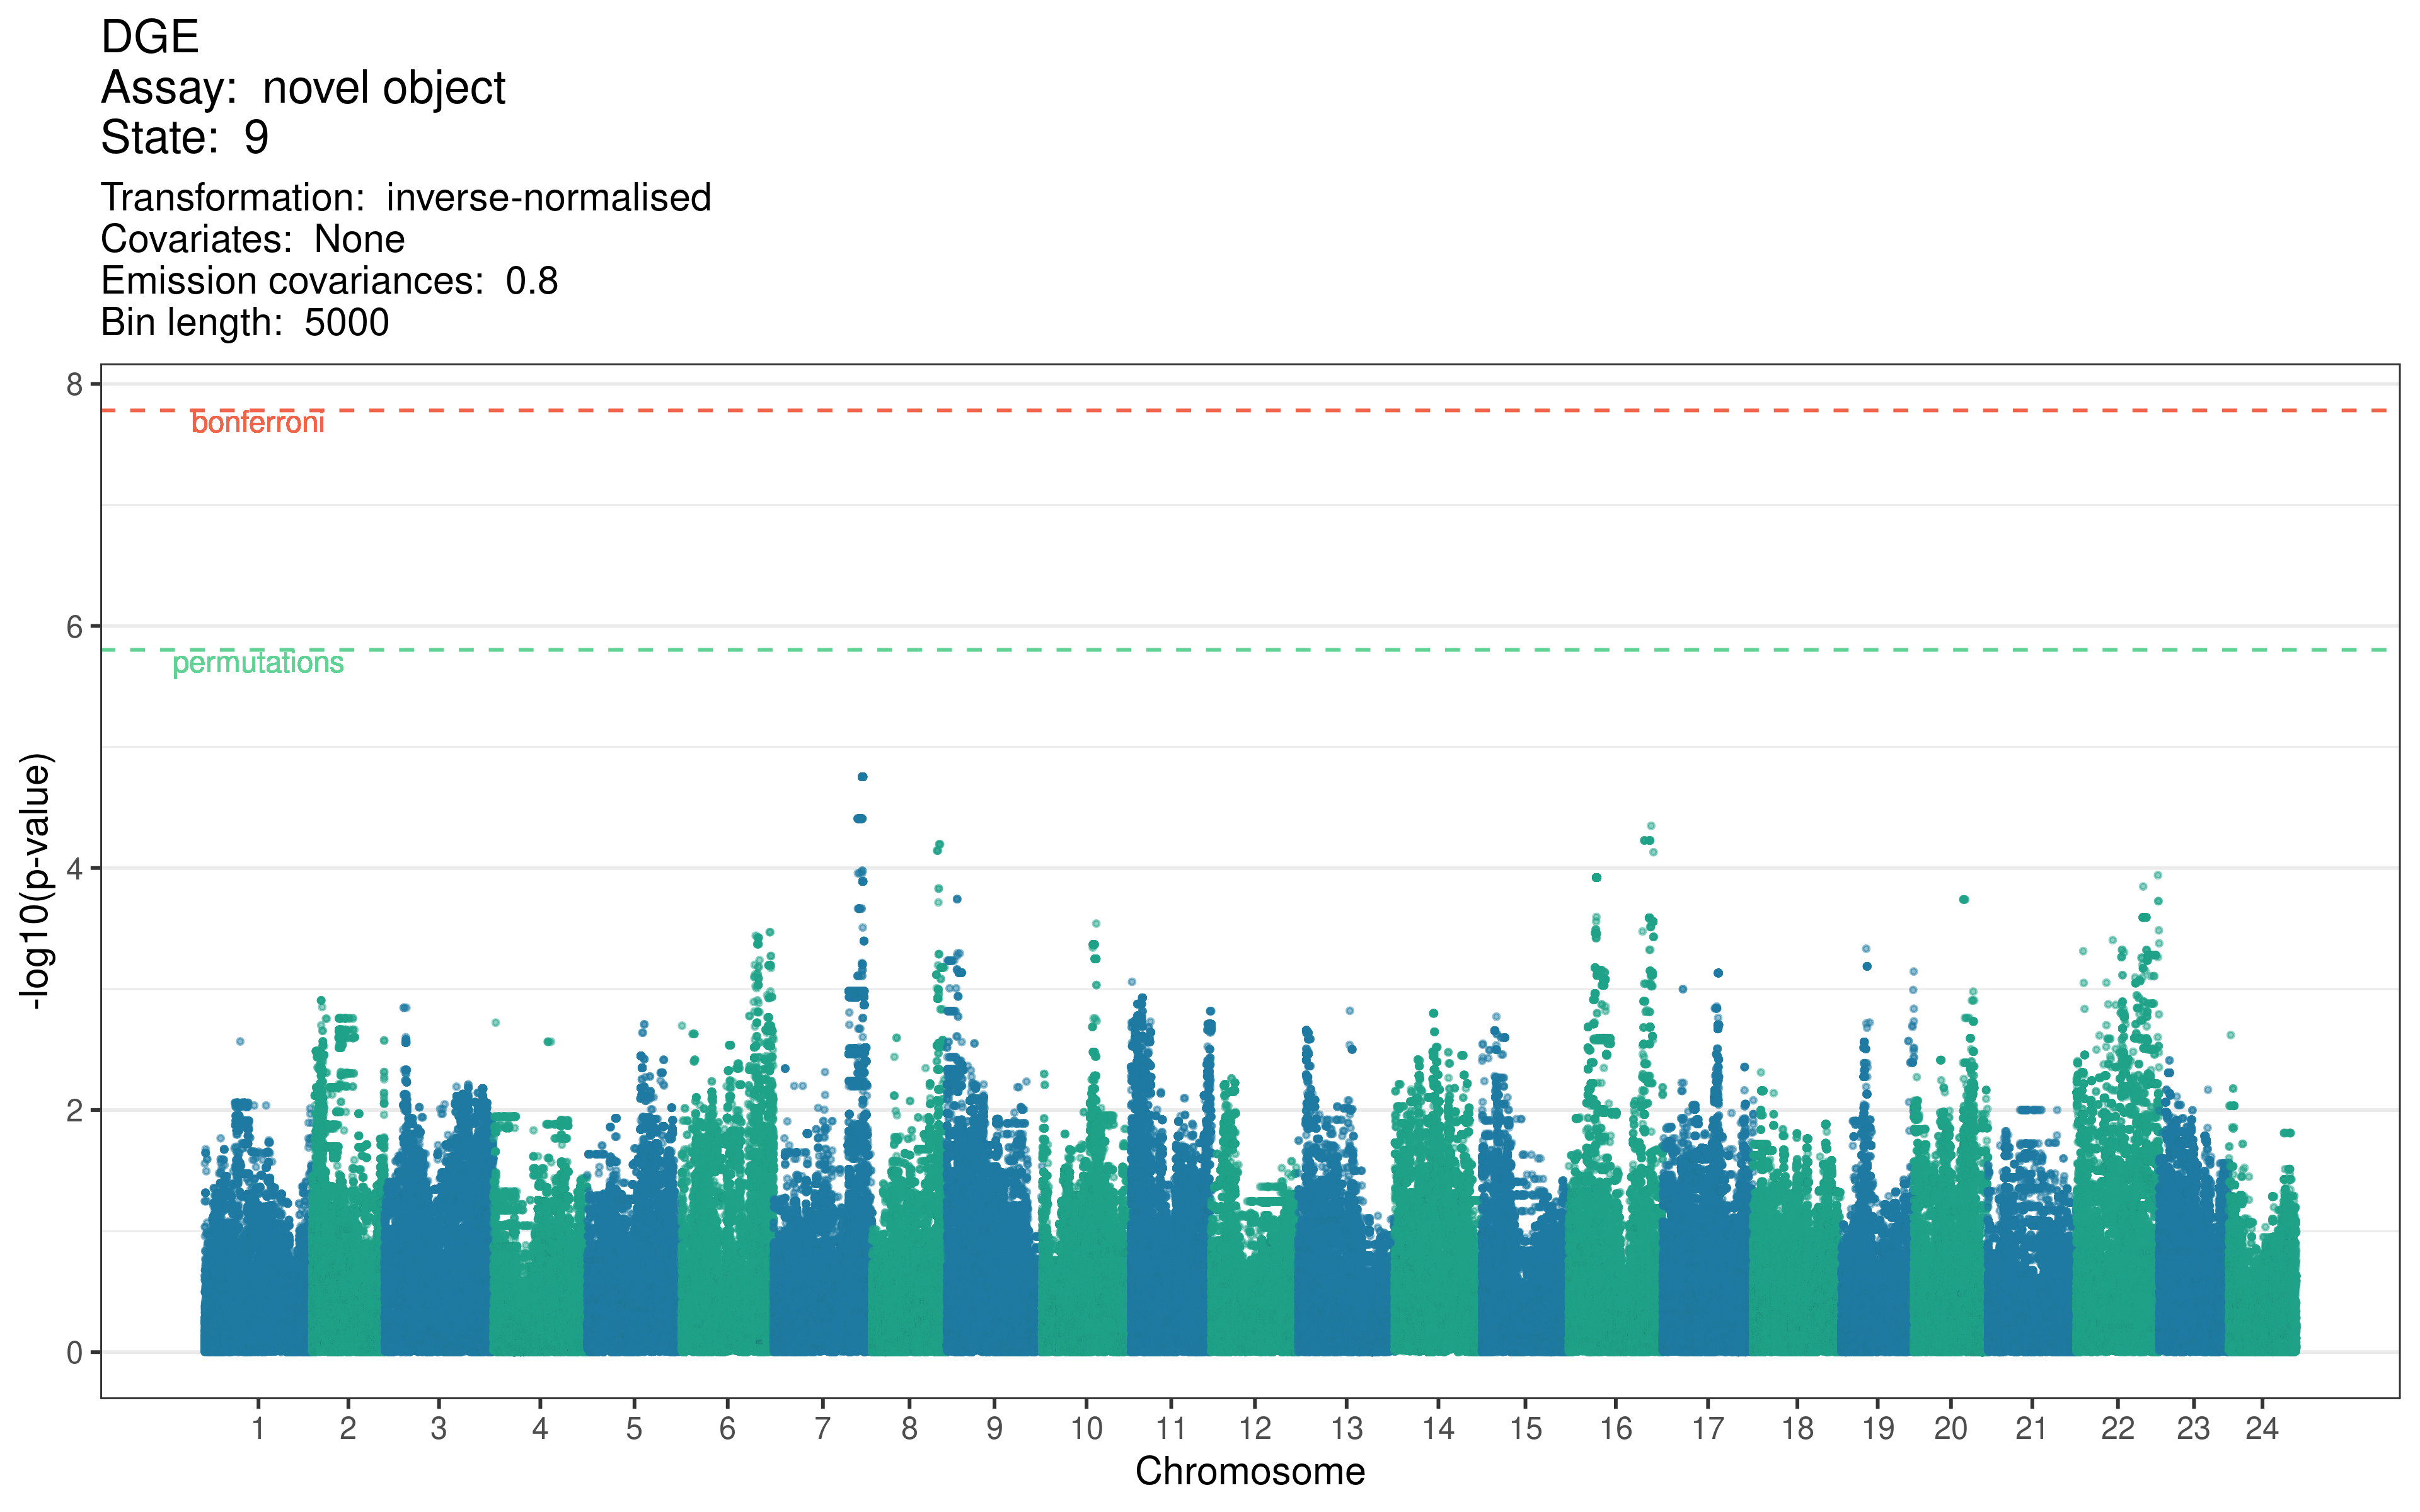 DGE
Assay: novel object
State: 9
Transformation: inverse-normalised
Covariates: None
Emission covariances: 0.8
Bin length: 5000
8
bonferroni
6
permutations
4
2
0
-log10(p-value)
1 2 3 4 5 6 7 8 9 10 11 12 13 14 15 16 17 18 19 20 21 22 23 24
Chromosome